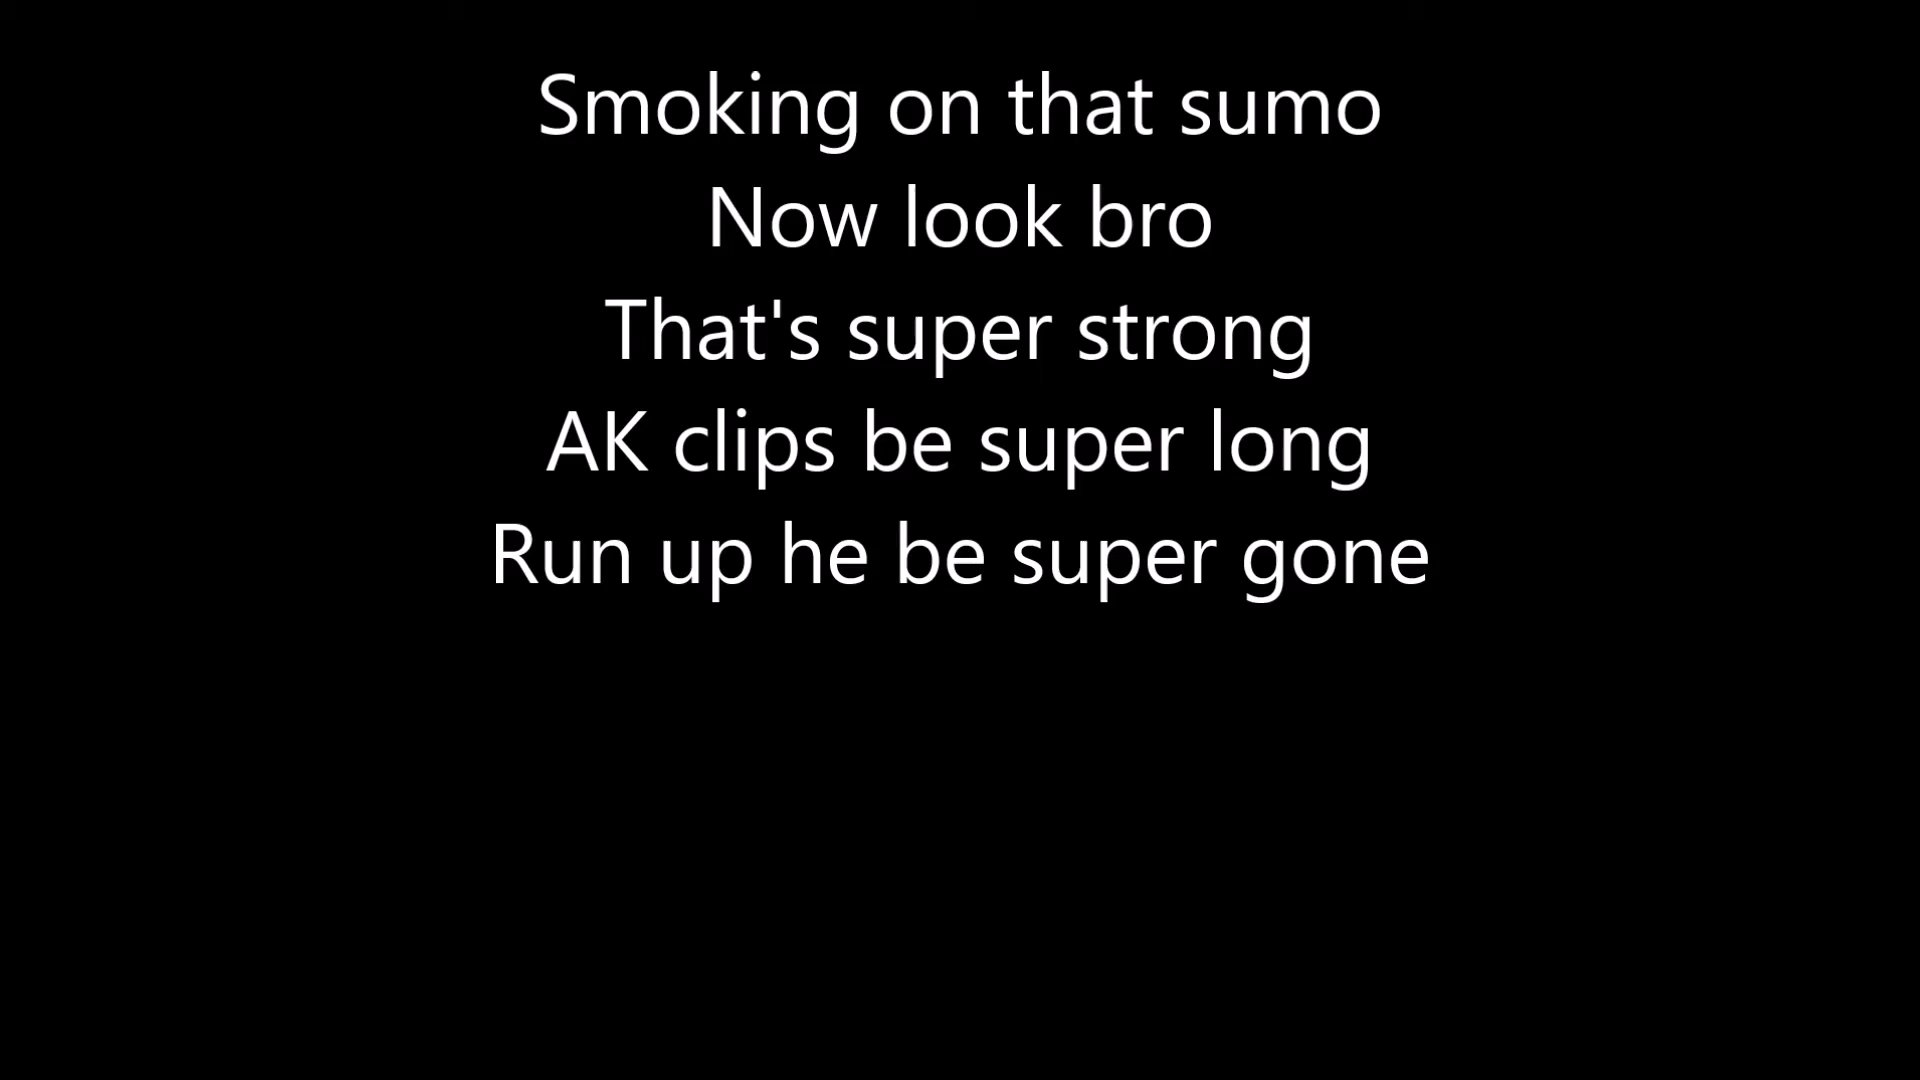 Smoking on that sumo
Now look bro
That's super strong
AK clips be super long
Run up he be super gone